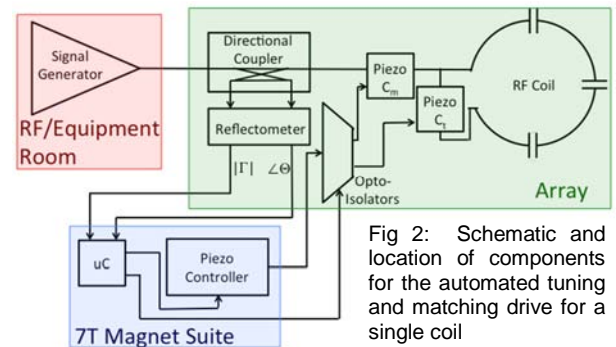 Signal
Generator
RF/Equipment
Room
Directional
Coupler
Reflectometer
|Γ| ∠Θ
Piezo
Cm
Piezo
Ct
RF Coil
Opto-
Isolators
Array
uC
Piezo
Controller
7T Magnet Suite
Fig 2: Schematic and
location of components
for the automated tuning
and matching drive for a
single coil